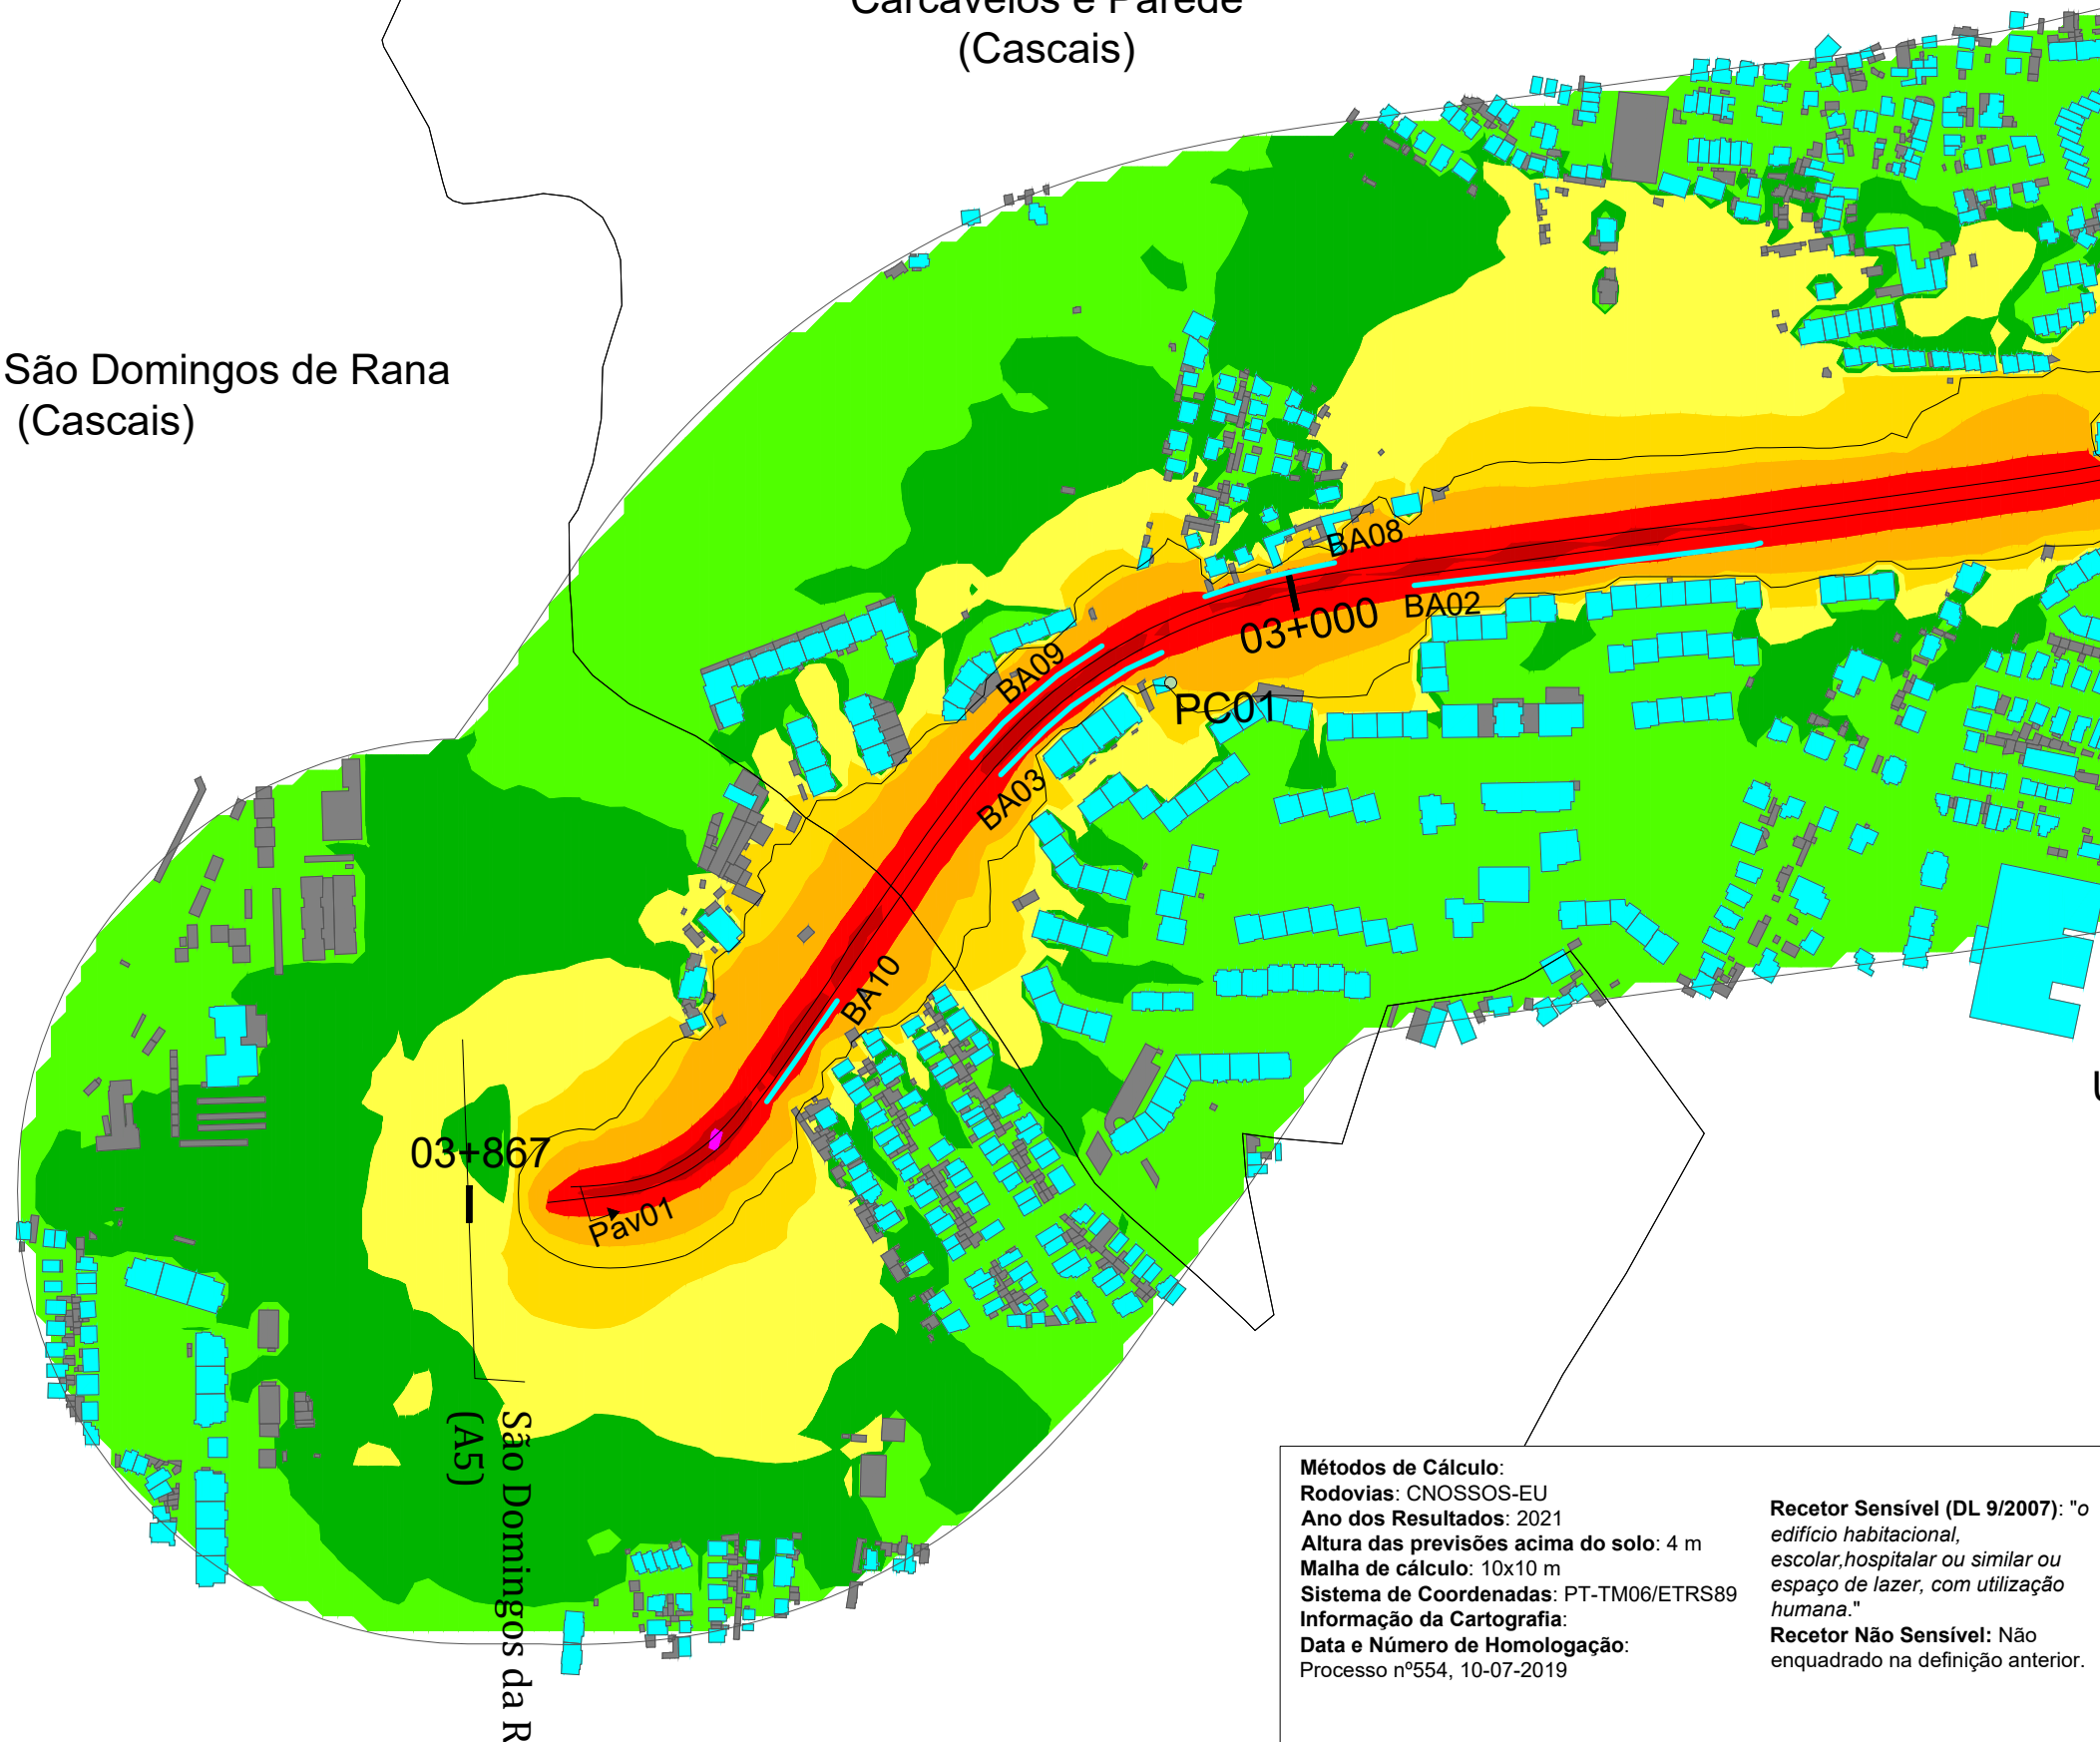 Carcavelos e Parede
(Cascais)
São Domingos de Rana
(Cascais)
BA08
BA02
03+000
BA09
PC01
BA03
BA10
03+867
Pav01
São Domingos da R
(A5)
U
Métodos de Cálculo:
Rodovias: CNOSSOS-EU
Ano dos Resultados: 2021
Altura das previsões acima do solo: 4 m
Malha de cálculo: 10x10 m
Sistema de Coordenadas: PT-TM06/ETRS89
Informação da Cartografia:
Data e Número de Homologação:
Processo nº554, 10-07-2019
Recetor Sensível (DL 9/2007): "o
edifício habitacional,
escolar,hospitalar ou similar ou
espaço de lazer, com utilização
humana."
Recetor Não Sensível: Não
enquadrado na definição anterior.